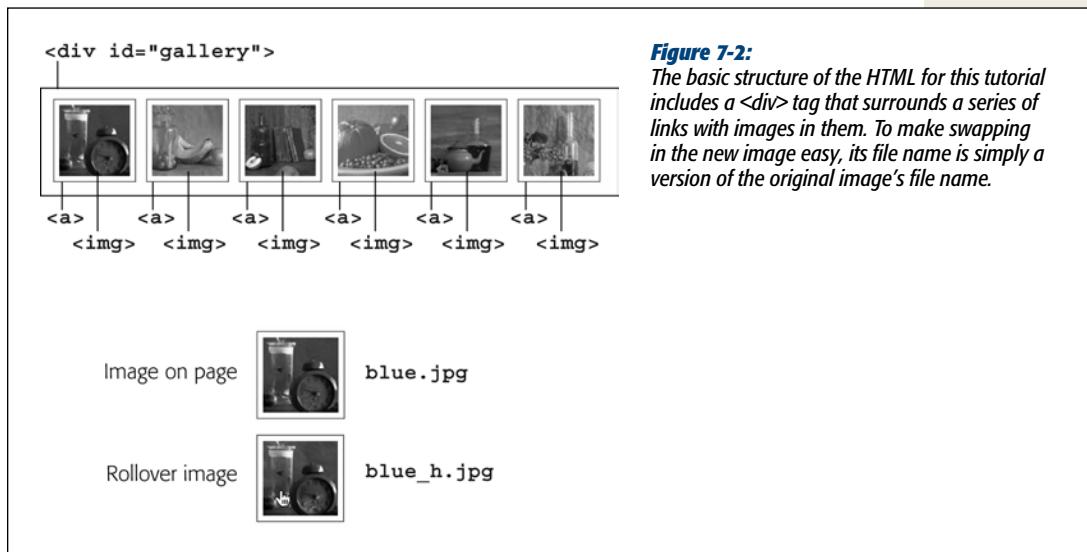 <div id="gallery">
<a> <a> <a> <a> <a> <a>
<img> <img> <img> <img> <img> <img>
Image on page blue.jpg
Rollover image blue_h.jpg
Figure 7-2:
The basic structure of the HTML for this tutorial
includes a <div> tag that surrounds a series of
links with images in them. To make swapping
in the new image easy, its file name is simply a
version of the original image's file name.